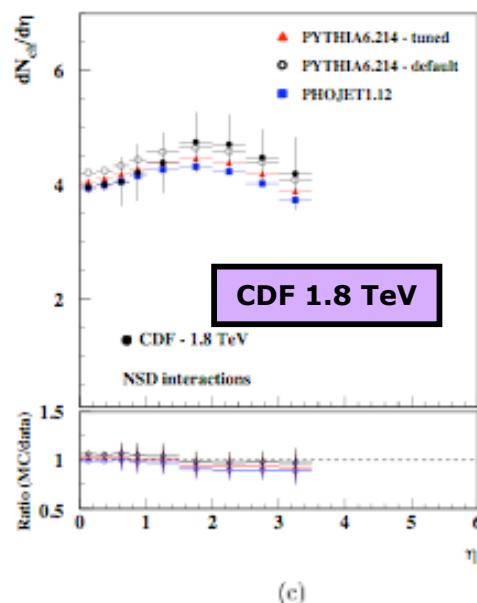 dN_ch/dη
6
4
2
▲ PYTHIA6.214 - tuned
○ PYTHIA6.214 - default
■ PHOJET1.12
CDF 1.8 TeV
● CDF - 1.8 TeV
NSD interactions
Ratio (MC/data)
1.5
1
0.5
0 1 2 3 4 5 6
η
(c)